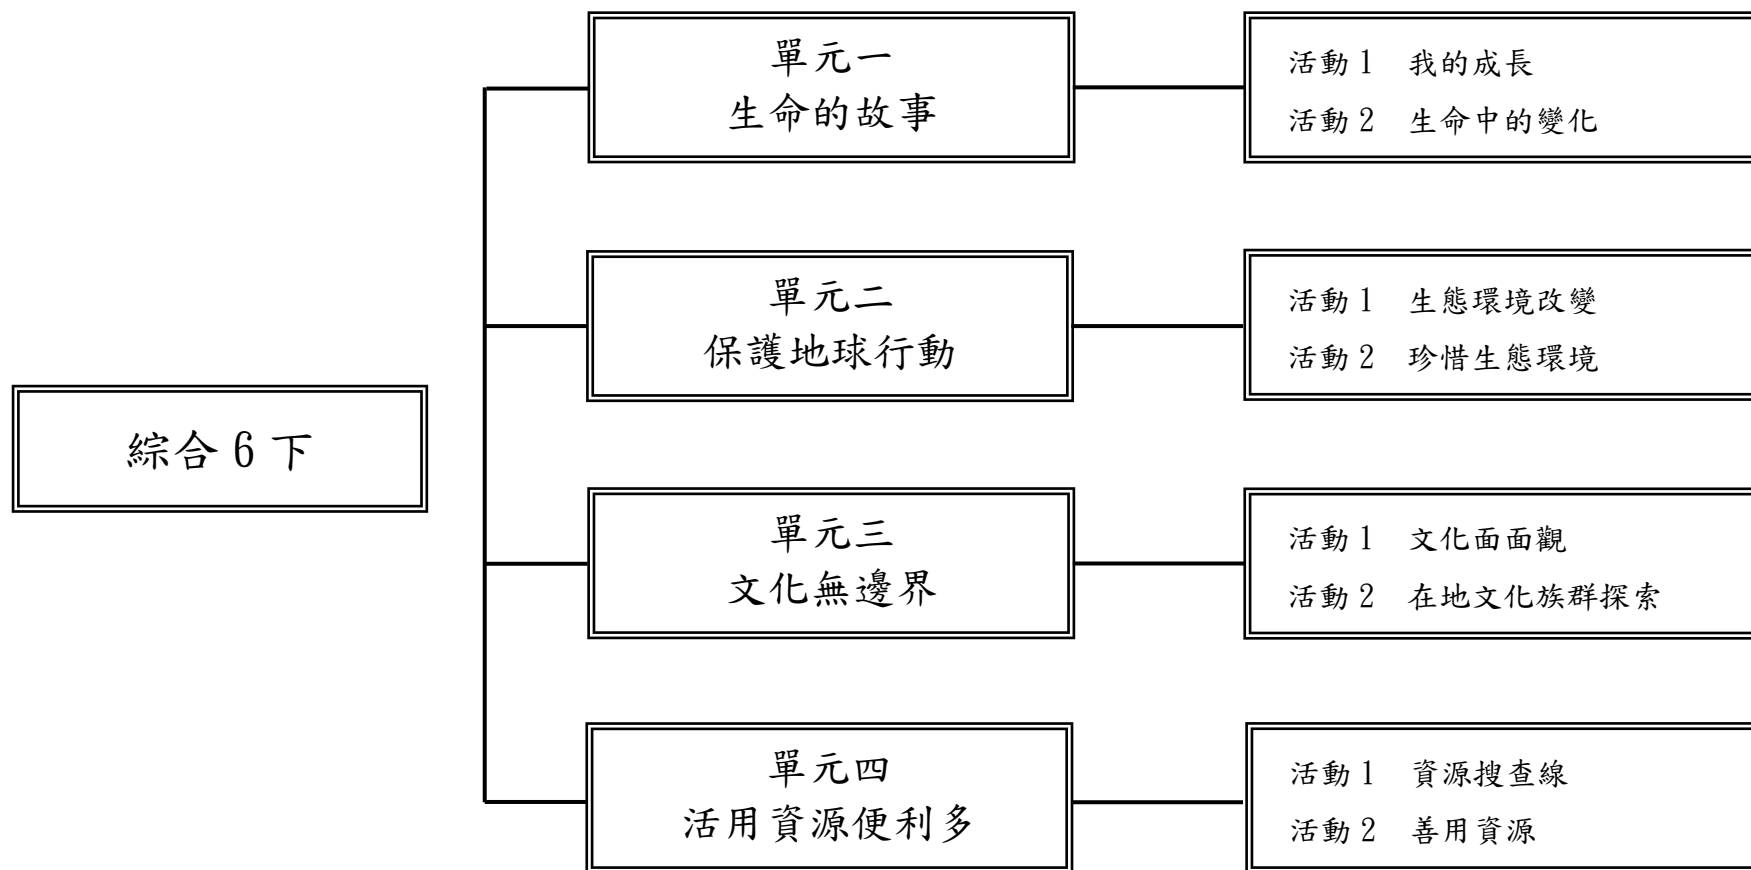 綜合 6 下
單元一
生命的故事
活動 1 我的成長
活動 2 生命中的變化
單元二
保護地球行動
活動 1 生態環境改變
活動 2 珍惜生態環境
單元三
文化無邊界
活動 1 文化面面觀
活動 2 在地文化族群探索
單元四
活用資源便利多
活動 1 資源搜查線
活動 2 善用資源